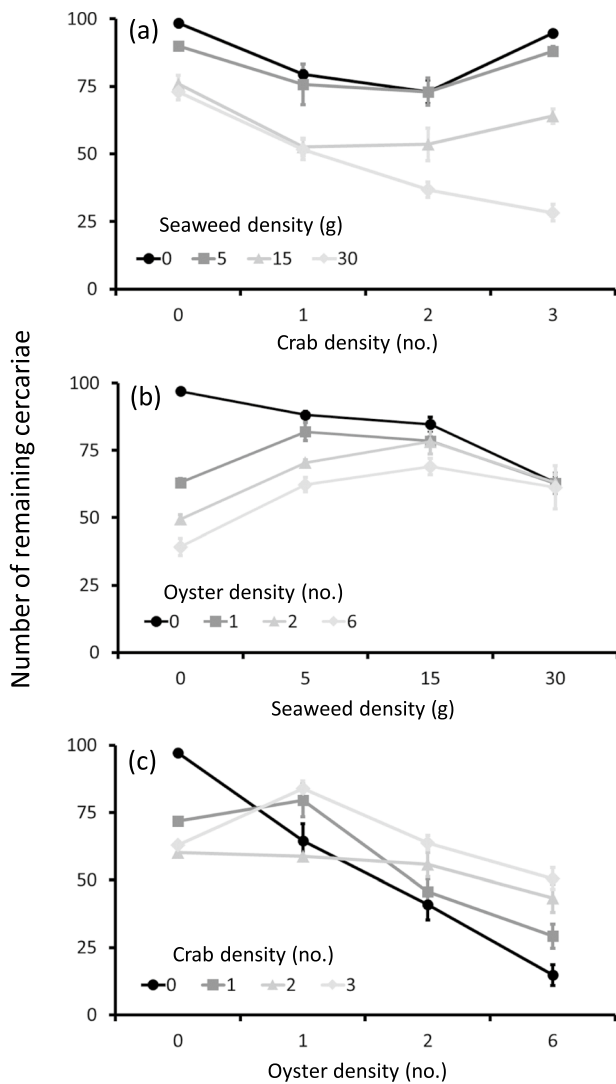 Number of remaining cercariae
(a)
100
75
50
25
0
Seaweed density (g)
0 5 15 30
0 1 2 3
Crab density (no.)
(b)
100
75
50
25
0
Oyster density (no.)
0 1 2 6
0 5 15 30
Seaweed density (g)
(c)
100
75
50
25
0
Crab density (no.)
0 1 2 3
0 1 2 6
Oyster density (no.)